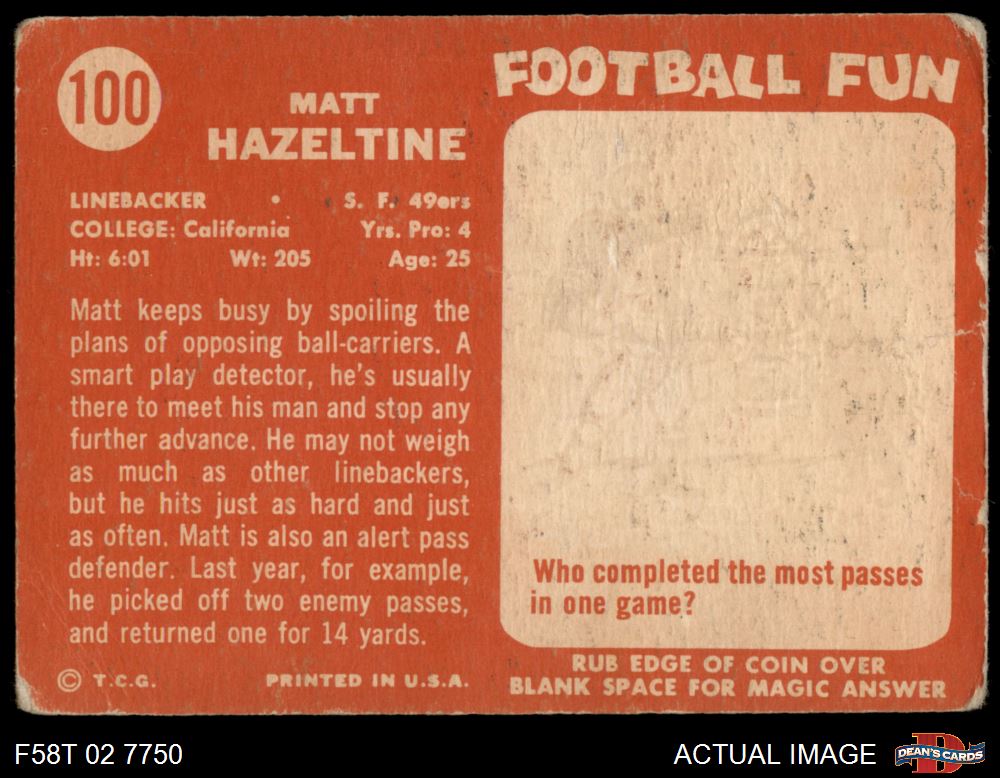 100
MATT
HAZELTINE
LINEBACKER • S. F. 49ers
COLLEGE: California Yrs. Pro: 4
Ht: 6:01 Wt: 205 Age: 25
Matt keeps busy by spoiling the
plans of opposing ball-carriers. A
smart play detector, he's usually
there to meet his man and stop any
further advance. He may not weigh
as much as other linebackers,
but he hits just as hard and just
as often. Matt is also an alert pass
defender. Last year, for example,
he picked off two enemy passes,
and returned one for 14 yards.
© T.C.G. PRINTED IN U.S.A.
FOOTBALL FUN
Who completed the most passes
in one game?
RUB EDGE OF COIN OVER
BLANK SPACE FOR MAGIC ANSWER
F58T 02 7750
ACTUAL IMAGE
DEAN'S CARDS